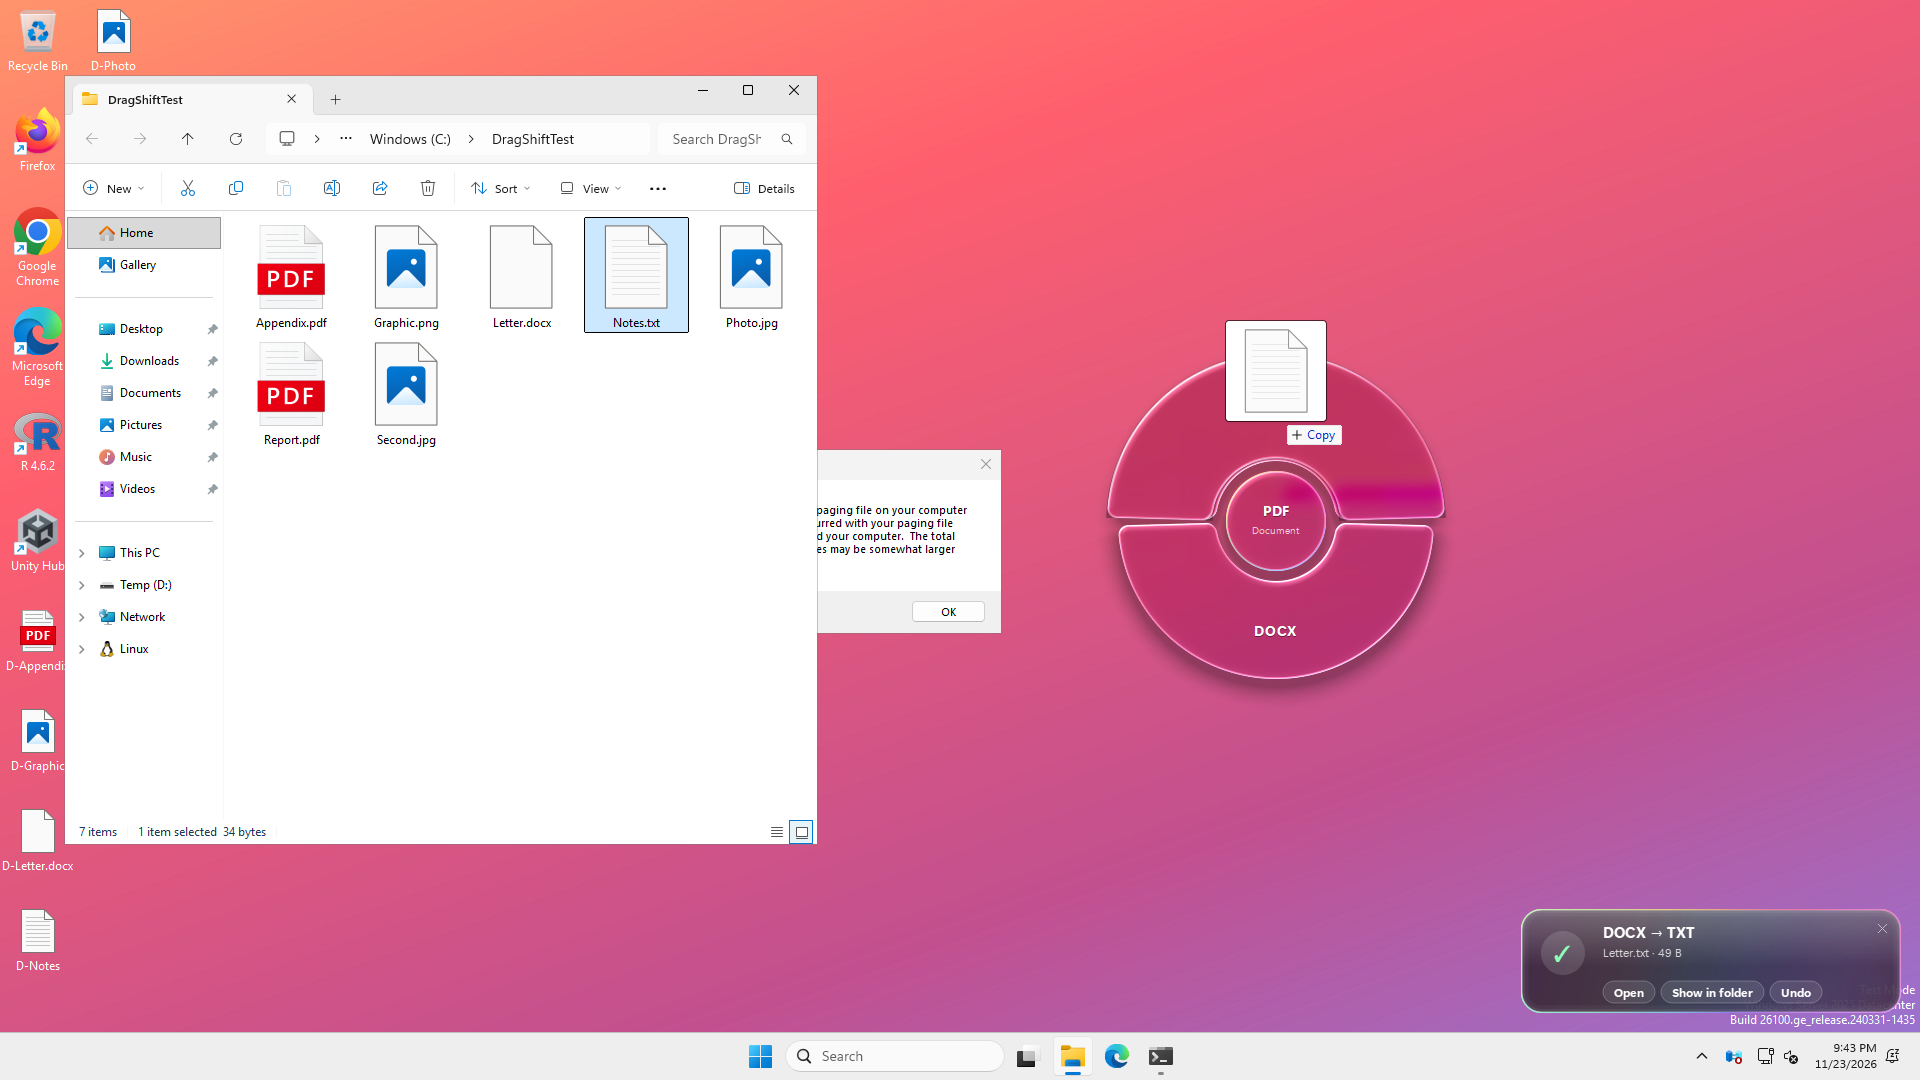 Recycle Bin
D-Photo
Firefox
Google
Chrome
Microsoft
Edge
R 4.6.2
Unity Hub
PDF
D-Appendix
D-Graphic
D-Letter.docx
D-Notes
DragShiftTest
Windows (C:)
DragShiftTest
Search DragSh
New
Sort
View
Details
Home
Gallery
Desktop
Downloads
Documents
Pictures
Music
Videos
This PC
Temp (D:)
Network
Linux
PDF
Appendix.pdf
Graphic.png
Letter.docx
Notes.txt
Photo.jpg
PDF
Report.pdf
Second.jpg
7 items
1 item selected 34 bytes
paging file on your computer
urred with your paging file
d your computer. The total
es may be somewhat larger
OK
+ Copy
PDF
Document
DOCX
DOCX → TXT
Letter.txt · 49 B
Open
Show in folder
Undo
Build 26100.ge_release.240331-1435
Search
9:43 PM
11/23/2026